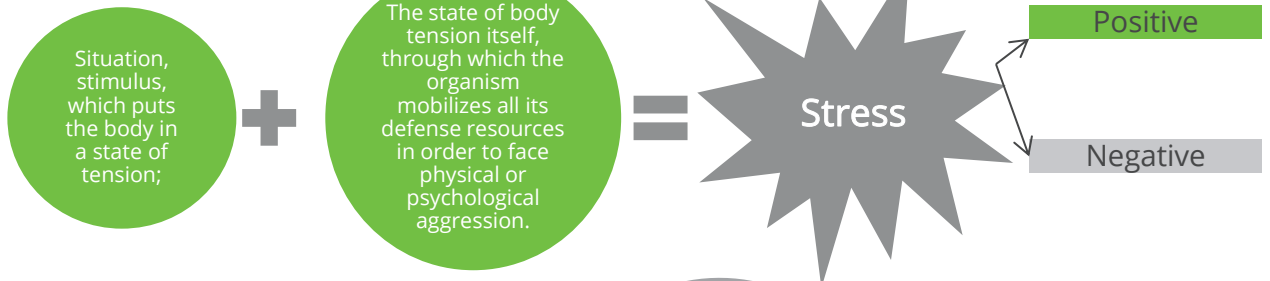 Situation,
stimulus,
which puts
the body in
a state of
tension;
The state of body
tension itself,
through which the
organism
mobilizes all its
defense resources
in order to face
physical or
psychological
aggression.
Stress
Positive
Negative